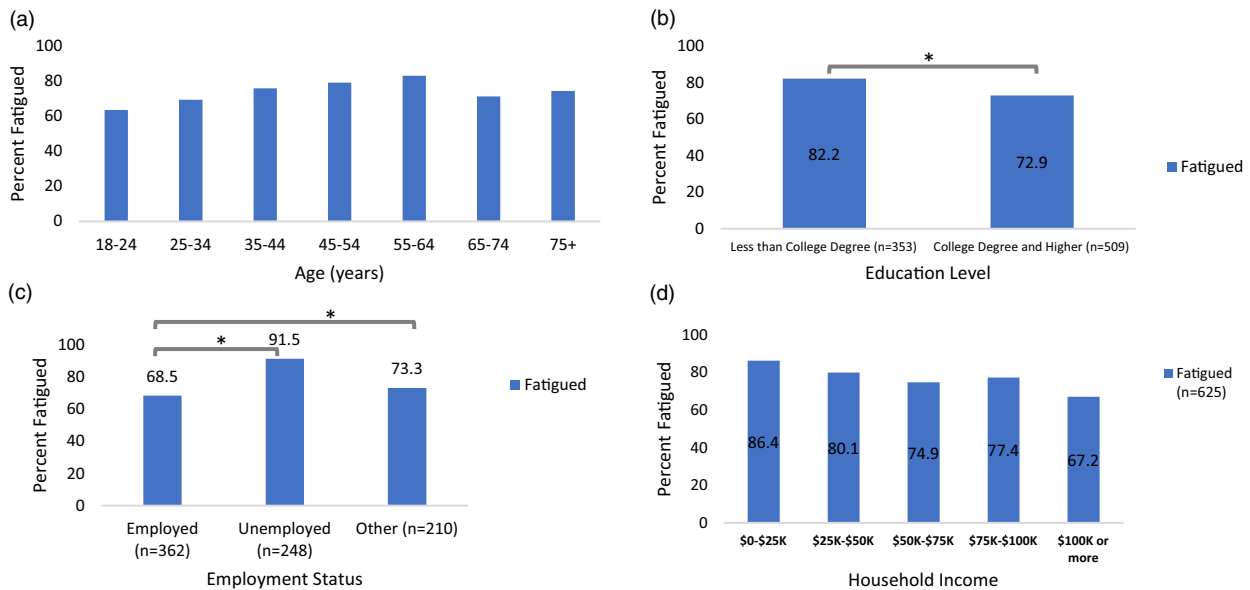 (a)
100
80
60
40
20
0
Percent Fatigued
18-24 25-34 35-44 45-54 55-64 65-74 75+
Age (years)
(b)
100
80
60
40
20
0
Percent Fatigued
*
82.2
72.9
Fatigued
Less than College Degree (n=353) College Degree and Higher (n=509)
Education Level
(c)
100
80
60
40
20
0
Percent Fatigued
*
*
68.5
91.5
73.3
Fatigued
Employed
(n=362)
Unemployed
(n=248)
Other (n=210)
Employment Status
(d)
100
80
60
40
20
0
Percent Fatigued
86.4
80.1
74.9
77.4
67.2
Fatigued
(n=625)
$0-$25K $25K-$50K $50K-$75K $75K-$100K $100K or
more
Household Income